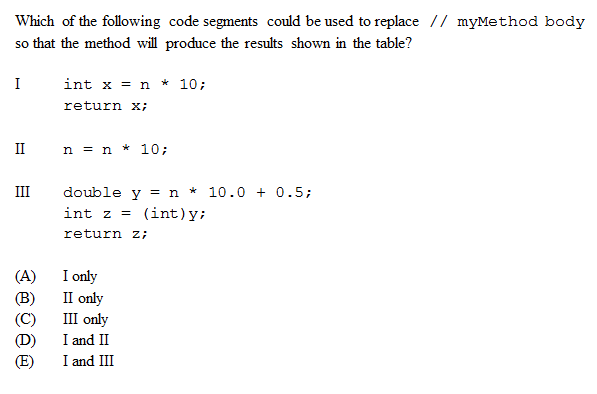 Which of the following code segments could be used to replace // myMethod body
so that the method will produce the results shown in the table?
I int x = n * 10;
return x;
II n = n * 10;
III double y = n * 10.0 + 0.5;
int z = (int)y;
return z;
(A) I only
(B) II only
(C) III only
(D) I and II
(E) I and III